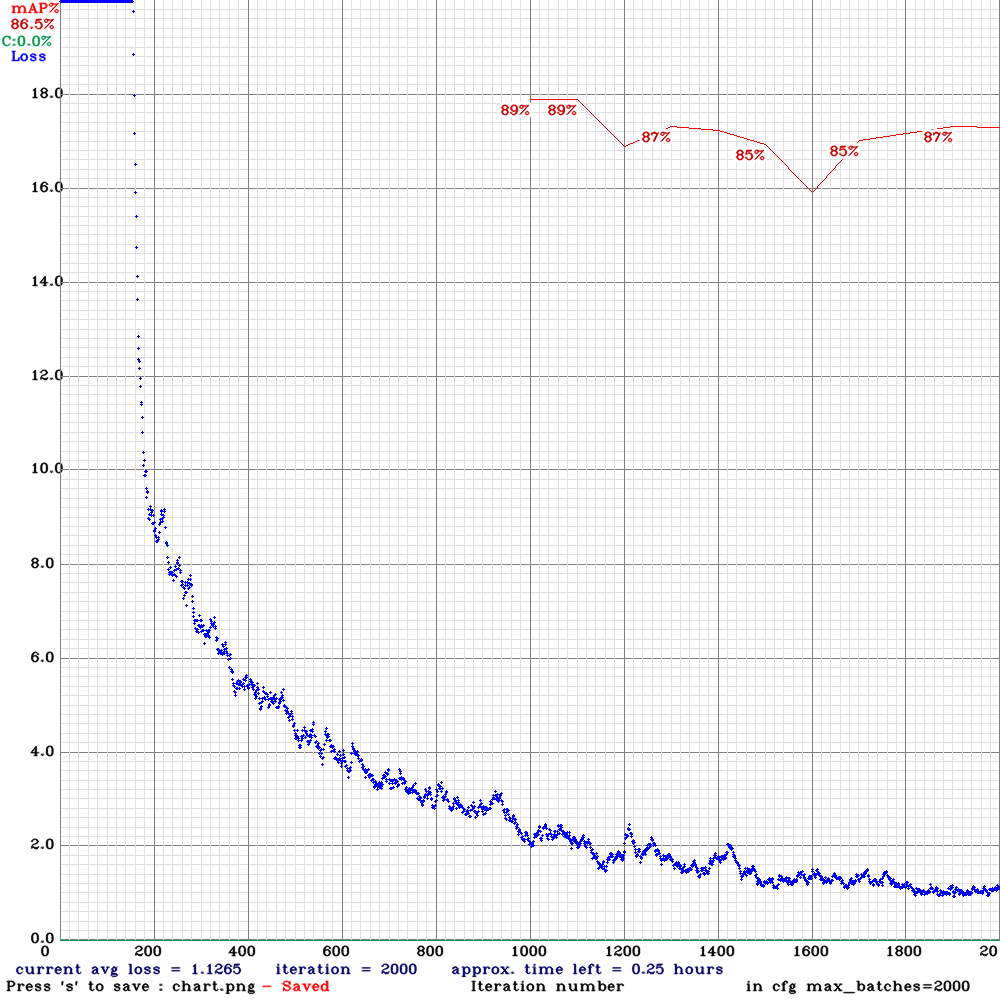 mAP%
86.5%
C:0.0%
Loss
18.0
89% 89%
87% 85% 85% 87%
16.0
14.0
12.0
10.0
8.0
6.0
4.0
2.0
0.0
0 200 400 600 800 1000 1200 1400 1600 1800 20
current avg loss = 1.1265 iteration = 2000 approx. time left = 0.25 hours
Press 's' to save : chart.png - Saved Iteration number in cfg max_batches=2000